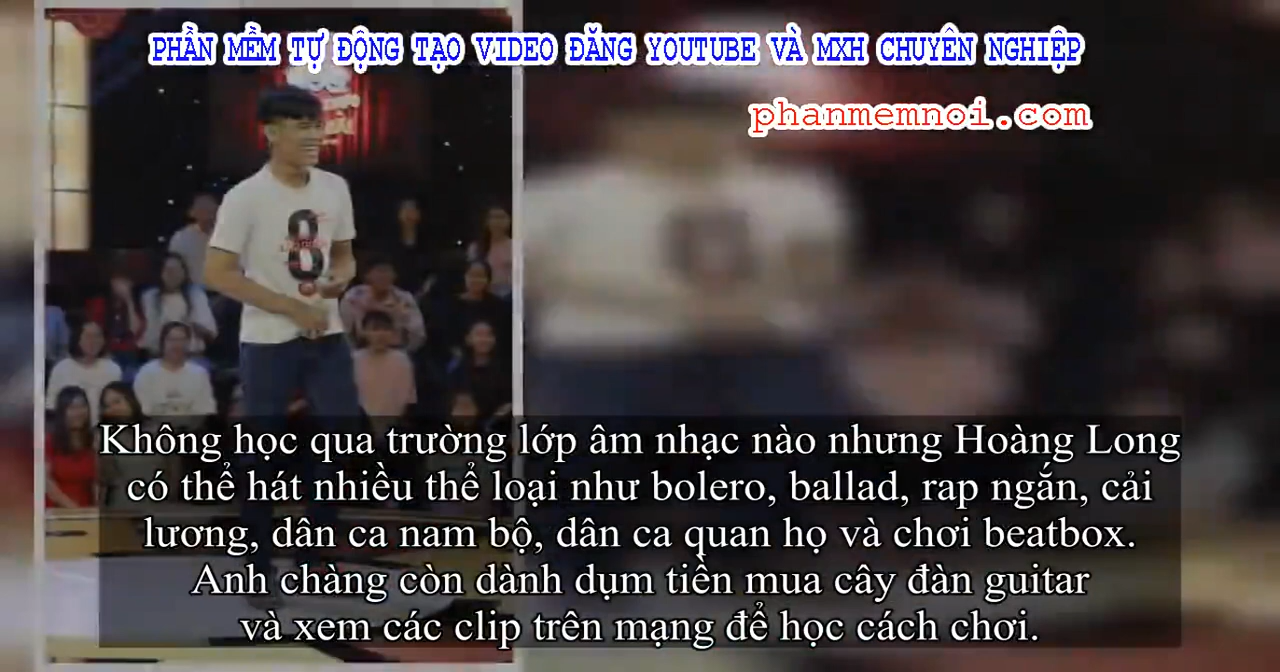 PHẦN MỀM TỰ ĐỘNG TẠO VIDEO ĐĂNG YOUTUBE VÀ MXH CHUYÊN NGHIỆP
phanmemnoi.com
8
Không học qua trường lớp âm nhạc nào nhưng Hoàng Long
có thể hát nhiều thể loại như bolero, ballad, rap ngắn, cải
lương, dân ca nam bộ, dân ca quan họ và chơi beatbox.
Anh chàng còn dành dụm tiền mua cây đàn guitar
và xem các clip trên mạng để học cách chơi.